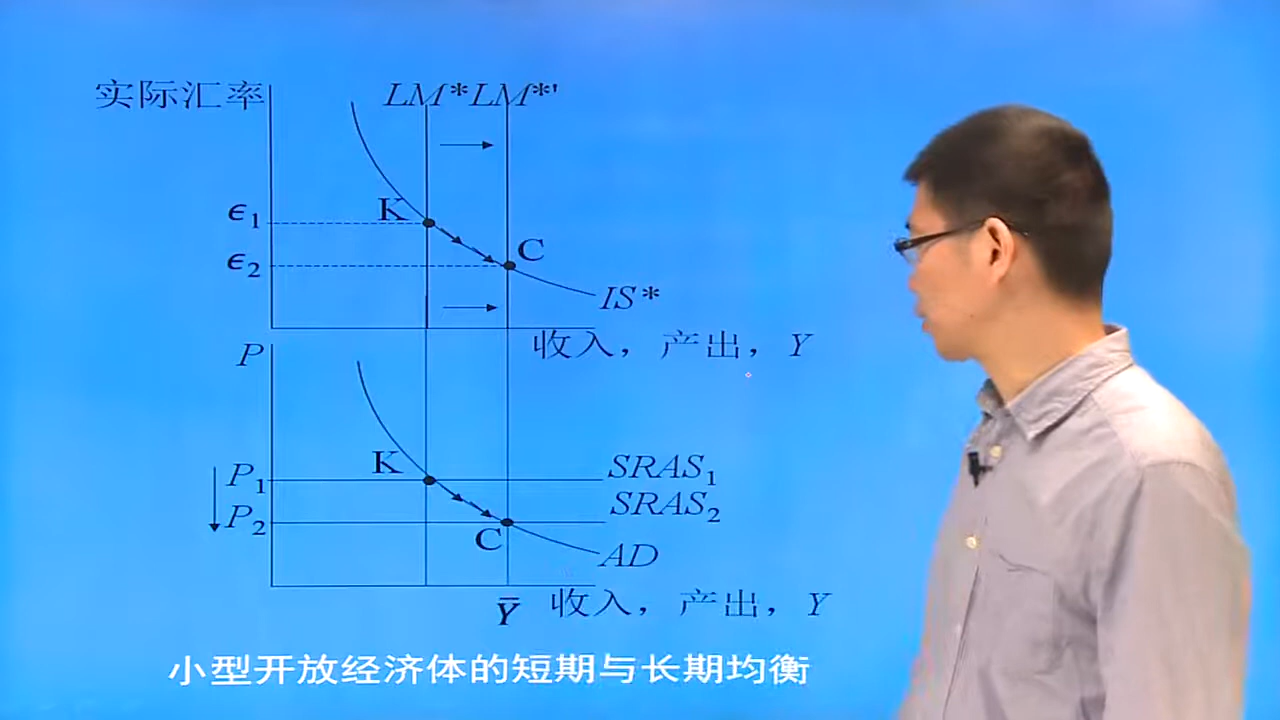 实际汇率
LM* LM*'
K
ϵ1
C
ϵ2
IS*
收入，产出，Y
P
K
P1
SRAS1
P2
SRAS2
C
AD
Ȳ
收入，产出，Y
小型开放经济体的短期与长期均衡